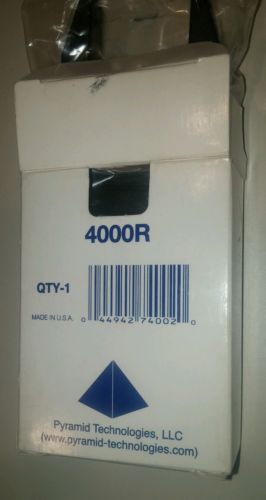 4000R
QTY-1
MADE IN U.S.A.
0 44942 74002 0
Pyramid Technologies, LLC
(www.pyramid-technologies.com)